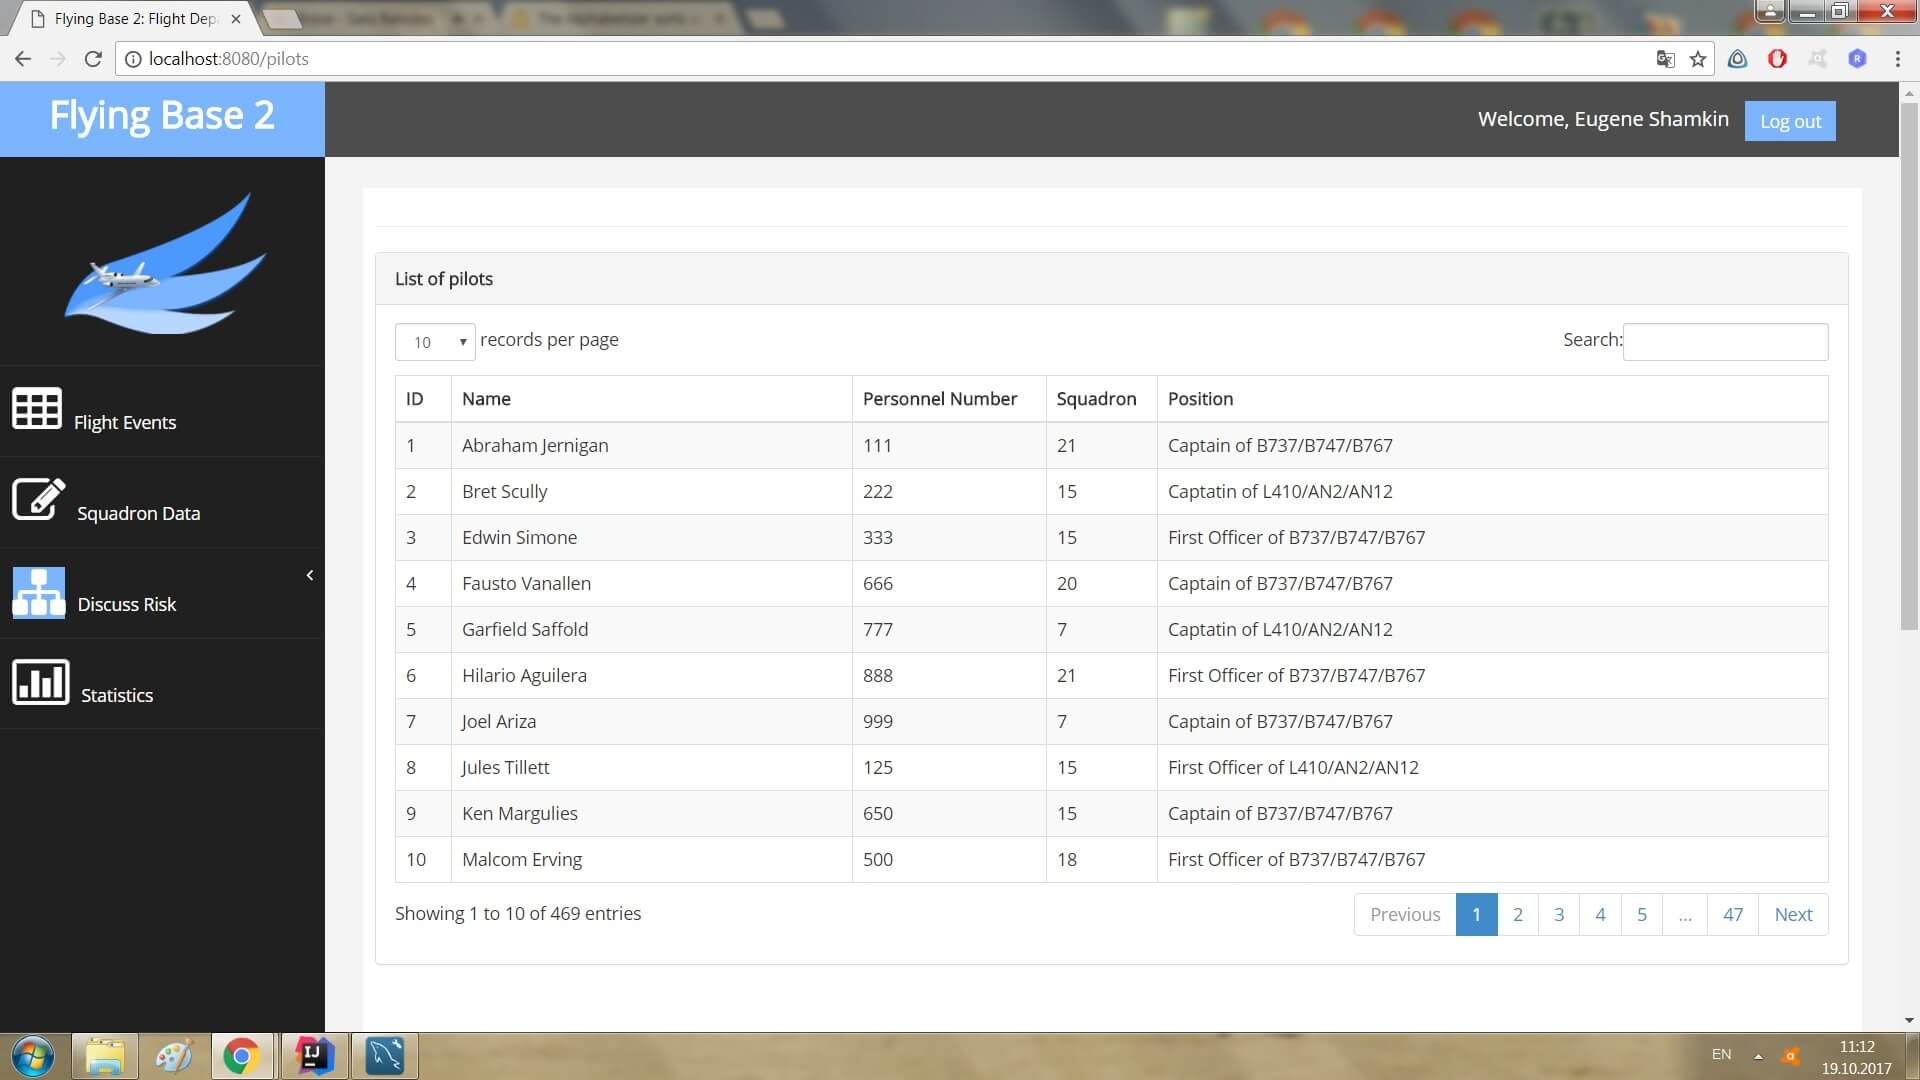 Flying Base 2: Flight Dep
localhost:8080/pilots
Flying Base 2
Welcome, Eugene Shamkin
Log out
Flight Events
Squadron Data
Discuss Risk
Statistics
List of pilots
10 records per page
Search:
ID Name Personnel Number Squadron Position
1 Abraham Jernigan 111 21 Captain of B737/B747/B767
2 Bret Scully 222 15 Captatin of L410/AN2/AN12
3 Edwin Simone 333 15 First Officer of B737/B747/B767
4 Fausto Vanallen 666 20 Captain of B737/B747/B767
5 Garfield Saffold 777 7 Captatin of L410/AN2/AN12
6 Hilario Aguilera 888 21 First Officer of B737/B747/B767
7 Joel Ariza 999 7 Captain of B737/B747/B767
8 Jules Tillett 125 15 First Officer of L410/AN2/AN12
9 Ken Margulies 650 15 Captain of B737/B747/B767
10 Malcom Erving 500 18 First Officer of B737/B747/B767
Showing 1 to 10 of 469 entries
Previous 1 2 3 4 5 ... 47 Next
IJ
EN
11:12
19.10.2017